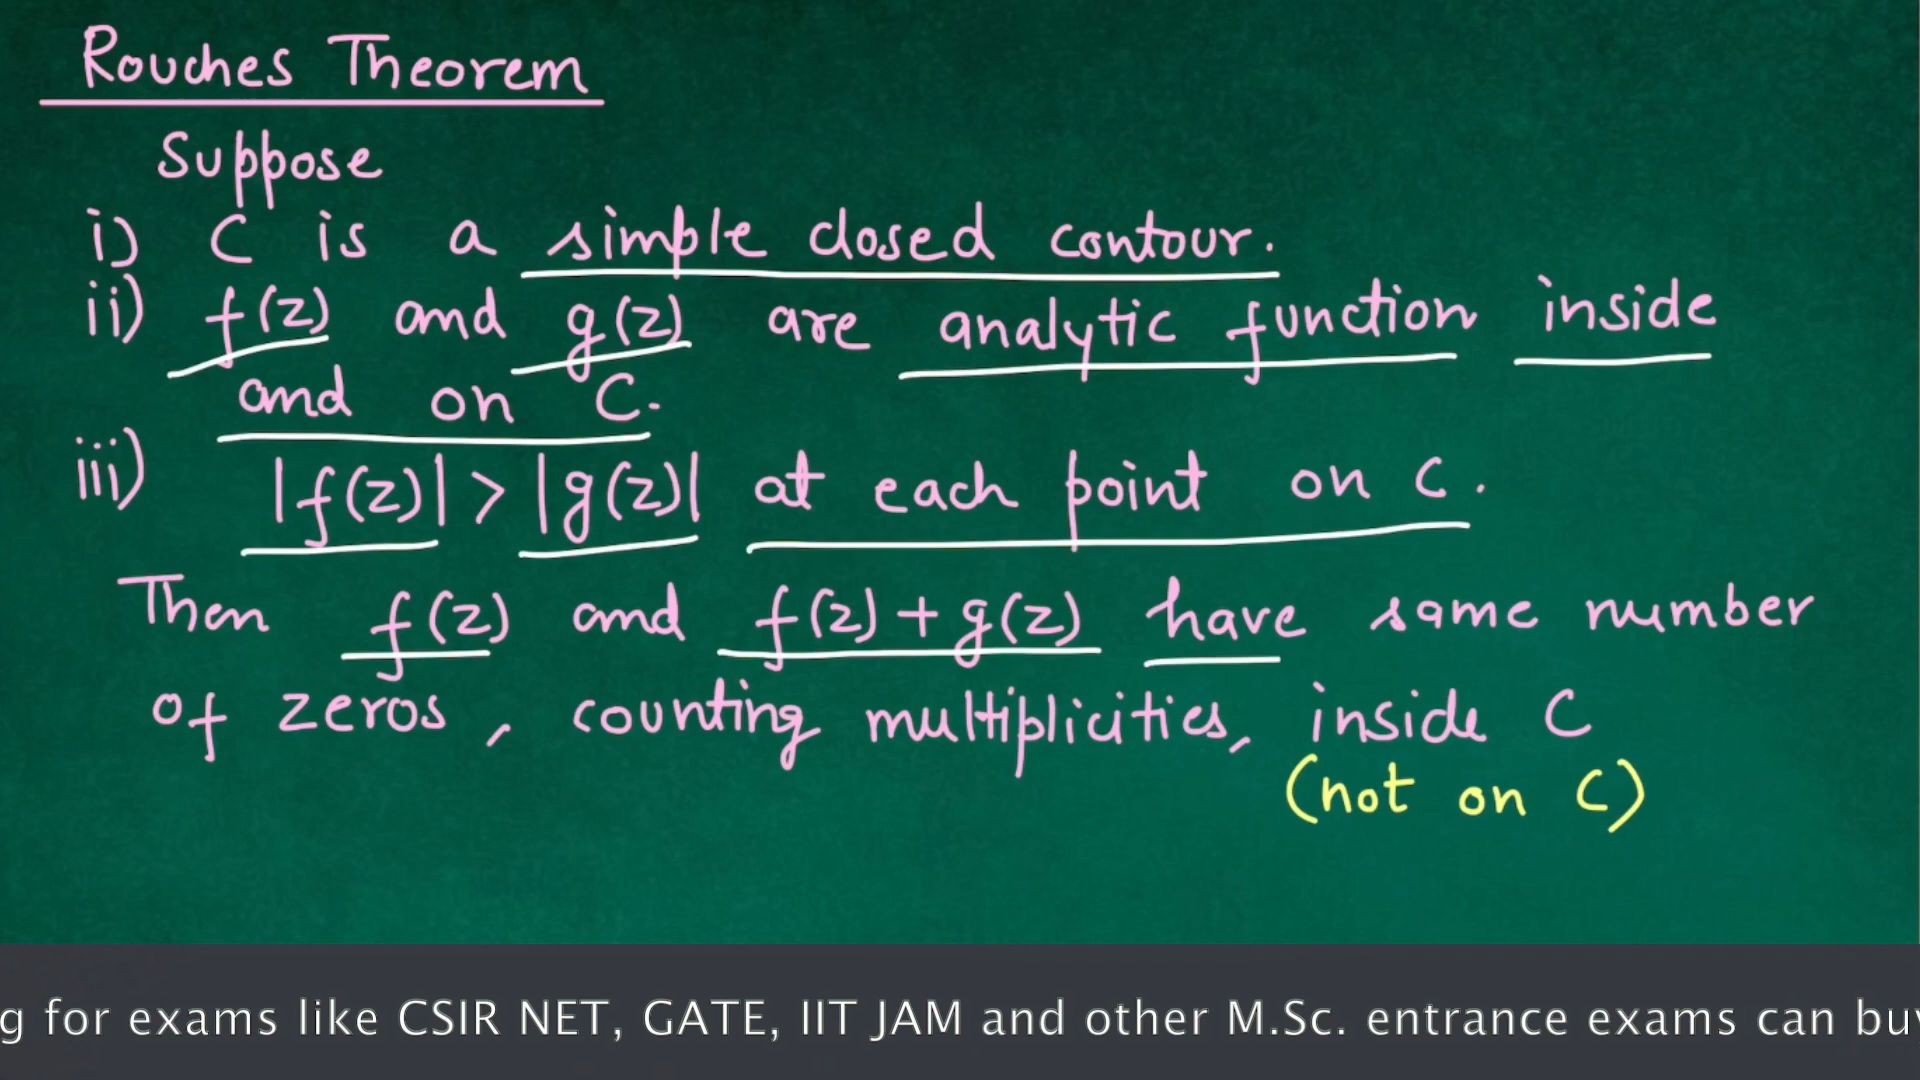 Rouches Theorem
Suppose
i) C is a simple closed contour.
ii) f(z) and g(z) are analytic function inside
and on C.
iii) |f(z)| > |g(z)| at each point on C.
Then f(z) and f(z) + g(z) have same number
of zeros, counting multiplicities, inside C
(not on C)
g for exams like CSIR NET, GATE, IIT JAM and other M.Sc. entrance exams can buy